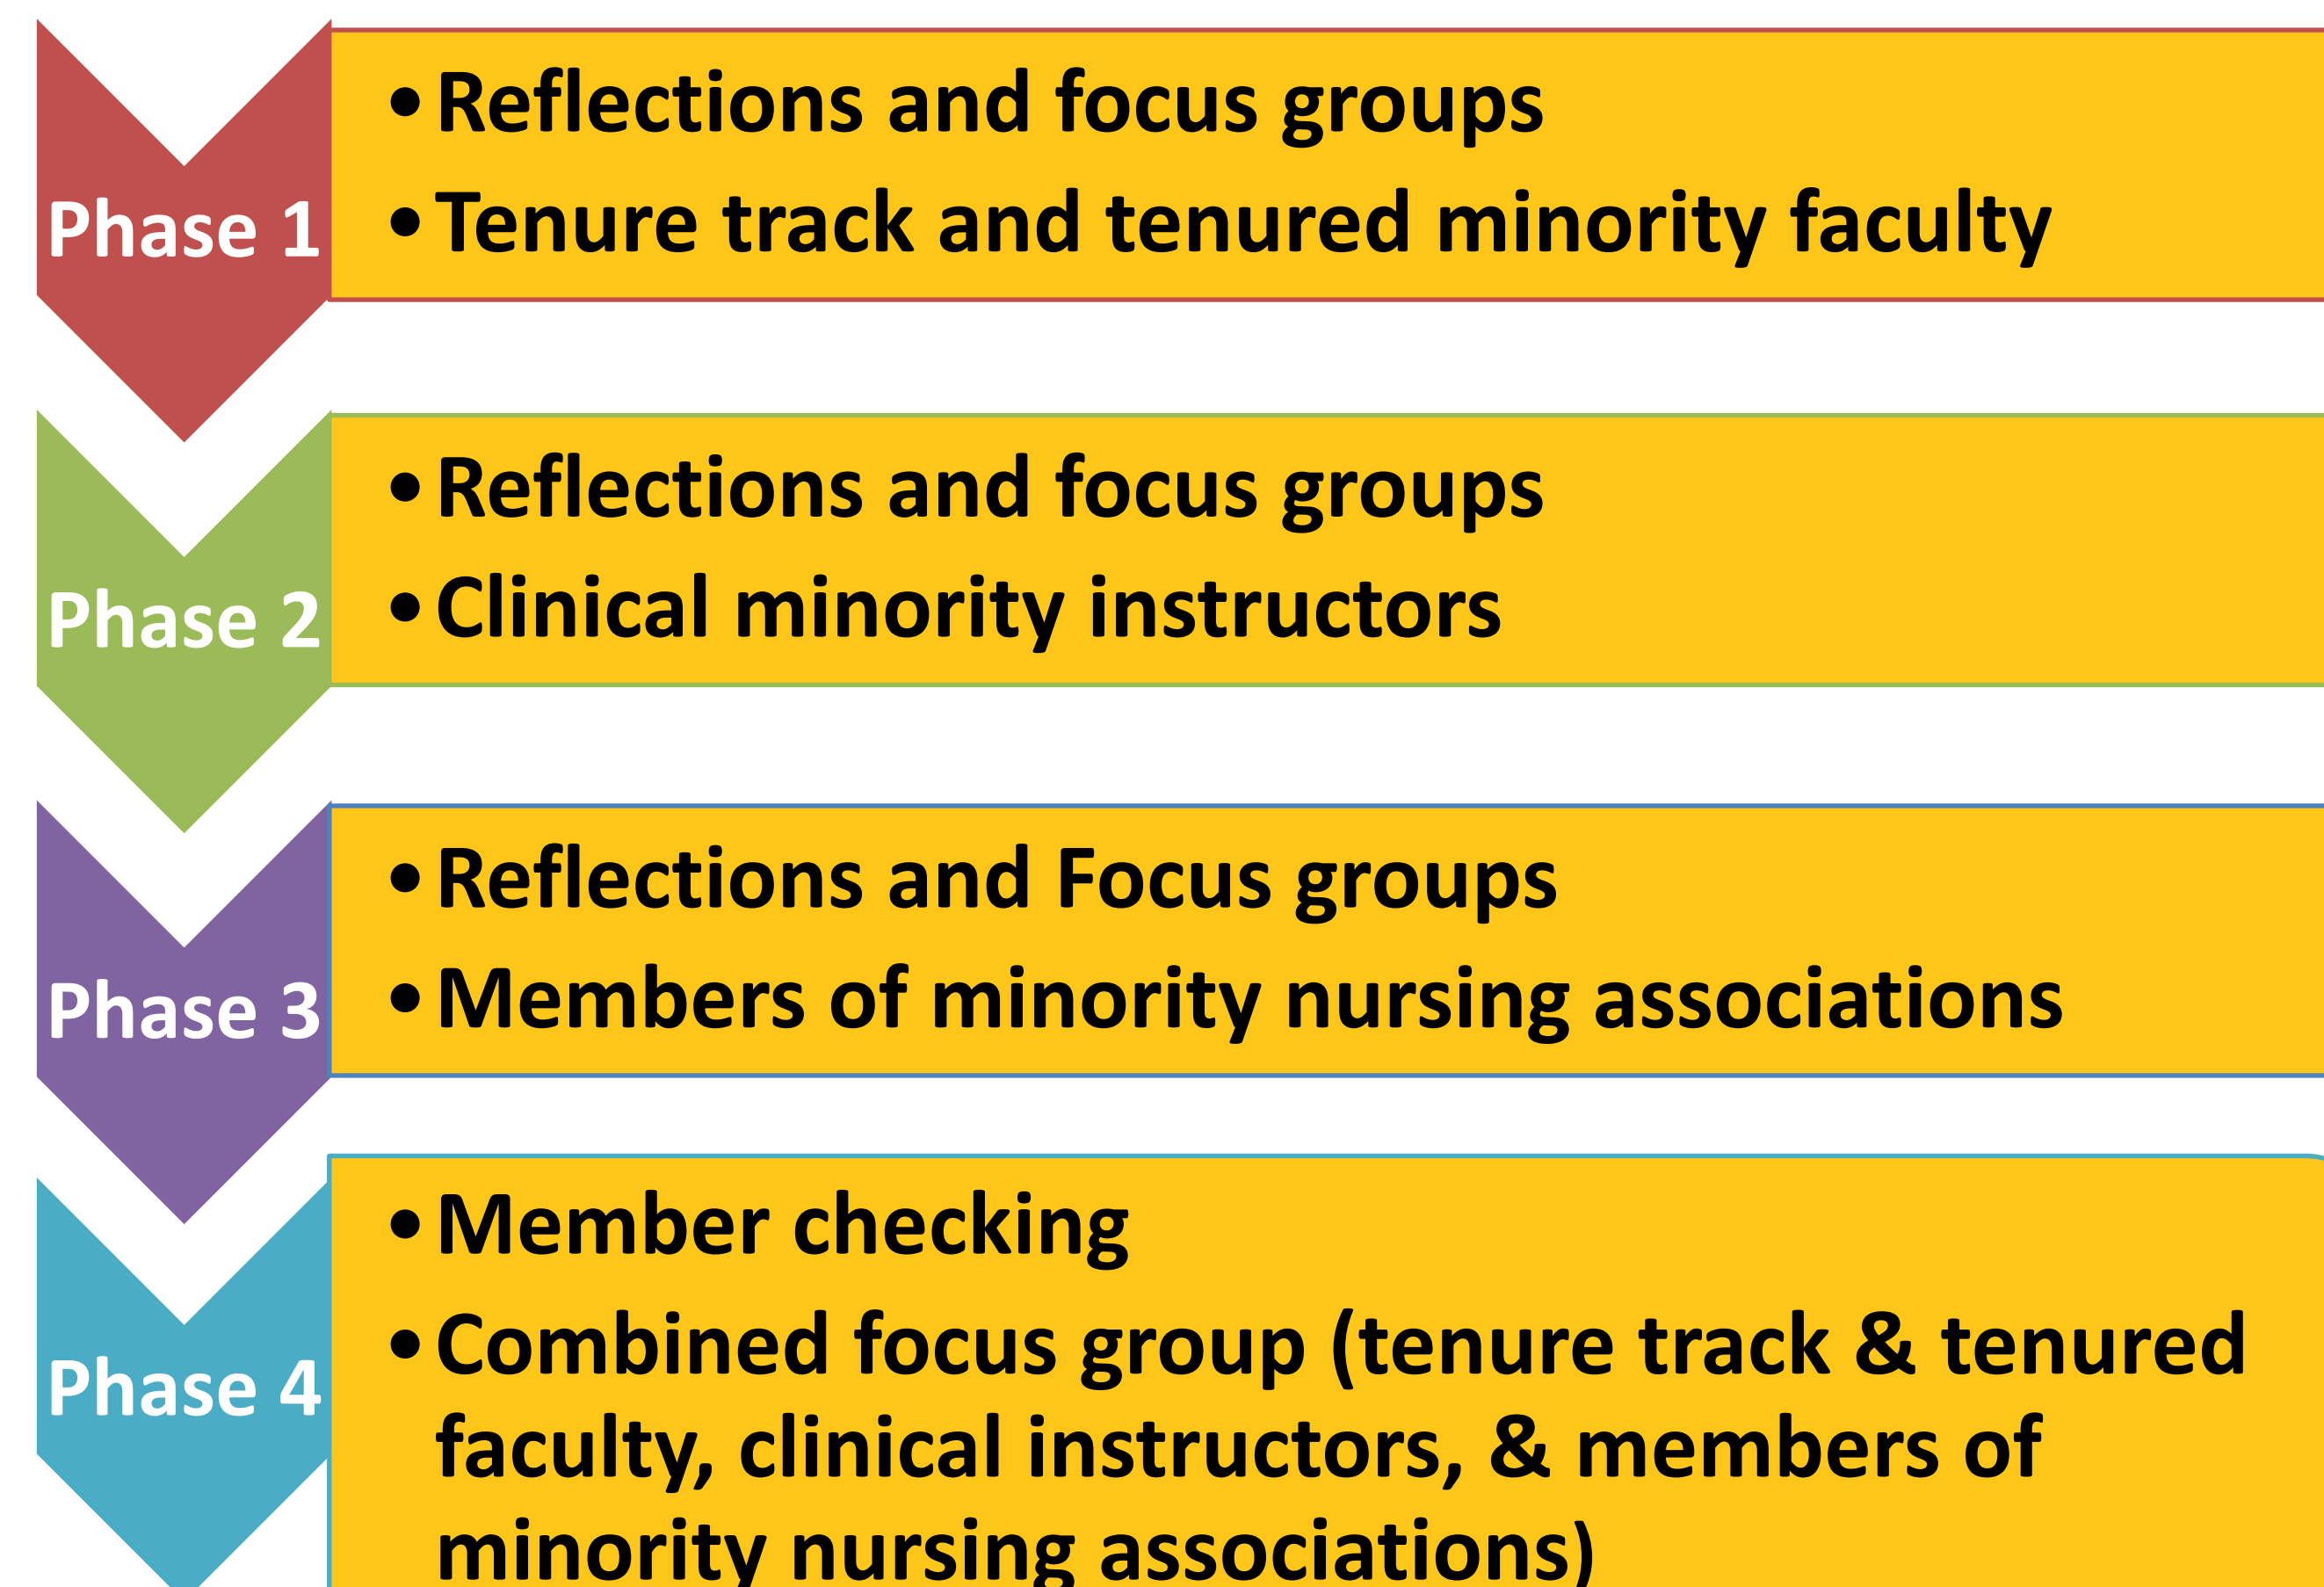 Phase 1
•Reflections and focus groups
•Tenure track and tenured minority faculty
Phase 2
•Reflections and focus groups
•Clinical minority instructors
Phase 3
•Reflections and Focus groups
•Members of minority nursing associations
Phase 4
•Member checking
•Combined focus group (tenure track & tenured
faculty, clinical instructors, & members of
minority nursing associations)